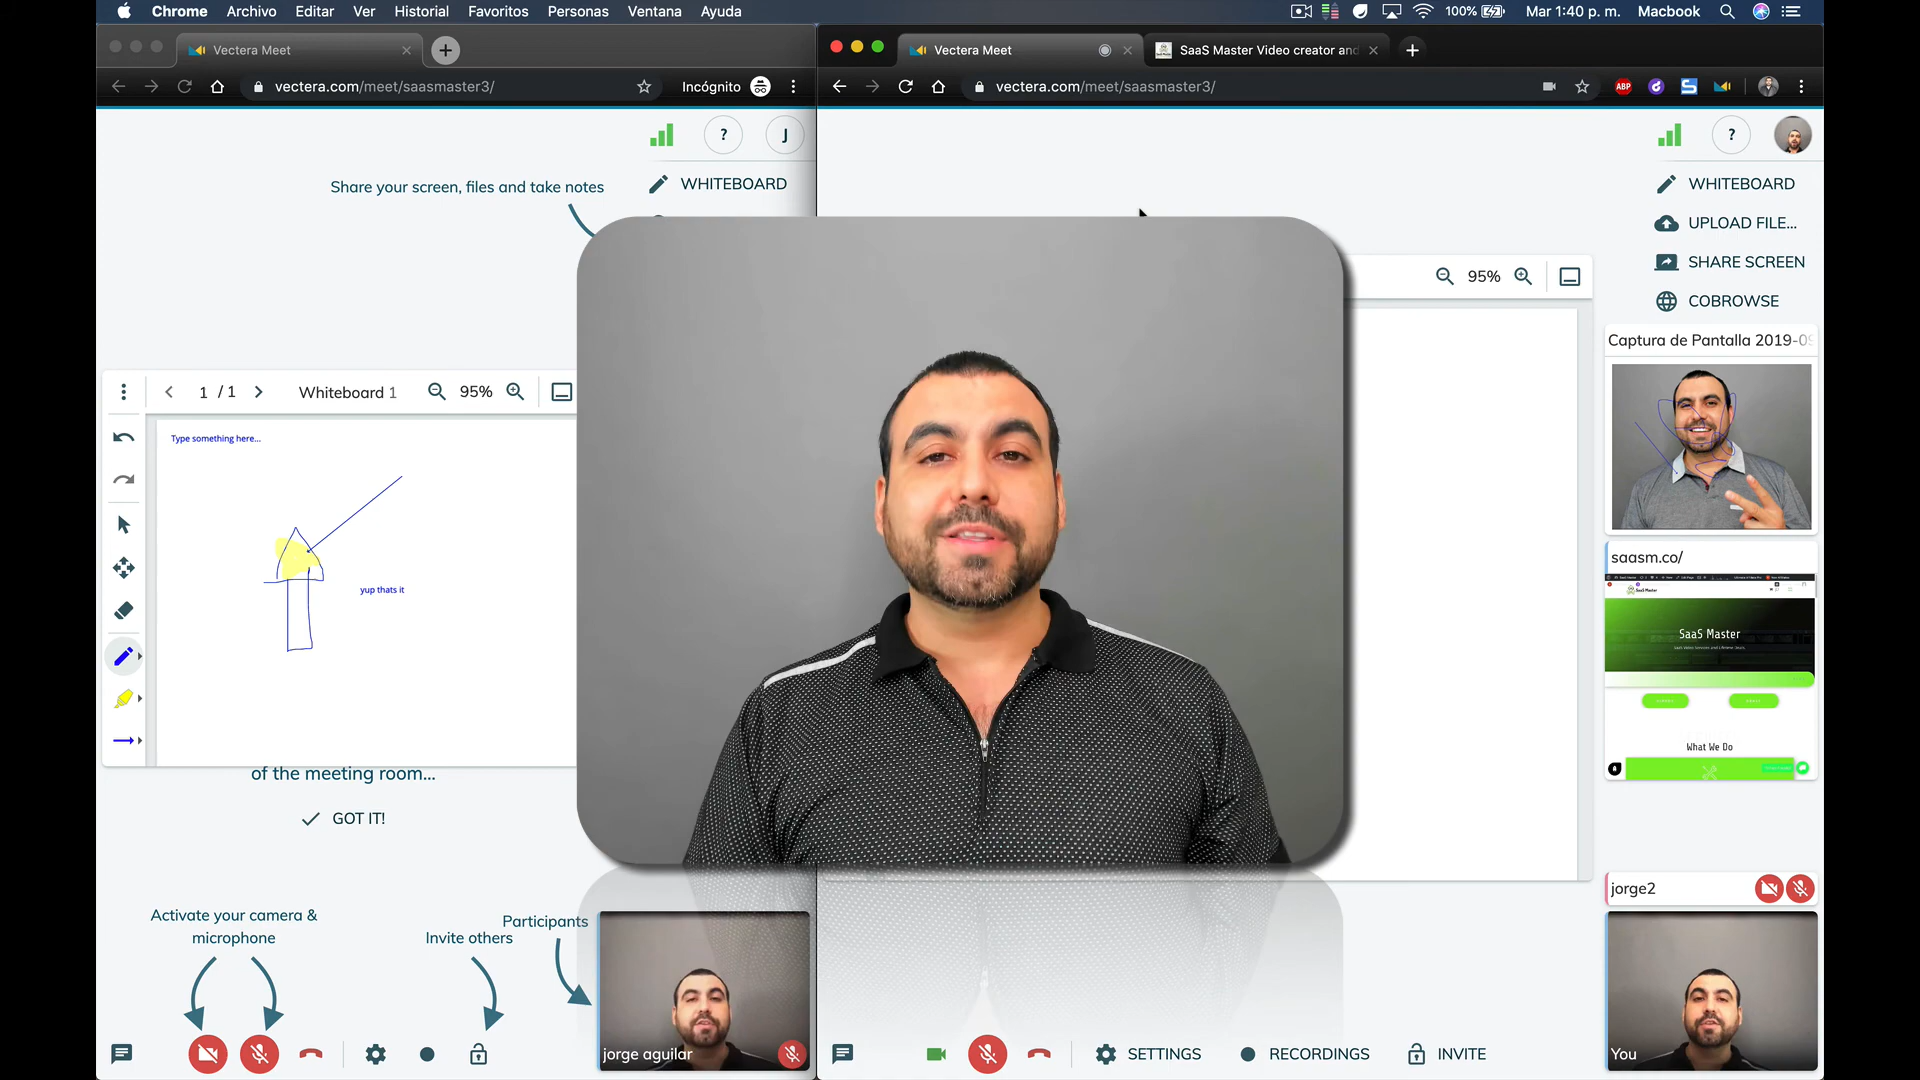 Chrome Archivo Editar Ver Historial Favoritos Personas Ventana Ayuda 100% Mar 1:40 p. m. Macbook
Vectera Meet
vectera.com/meet/saasmaster3/ Incógnito
? J
Share your screen, files and take notes
WHITEBOARD
1 / 1 Whiteboard 1 95%
Type something here...
yup thats it
of the meeting room...
GOT IT!
Activate your camera &
microphone
Invite others
Participants
jorge aguilar
Vectera Meet SaaS Master Video creator and
vectera.com/meet/saasmaster3/ ABP
?
WHITEBOARD
UPLOAD FILE...
SHARE SCREEN
COBROWSE
95%
Captura de Pantalla 2019-09
saasm.co/
SaaS Master
SaaS Master
What We Do
jorge2
You
SETTINGS RECORDINGS INVITE